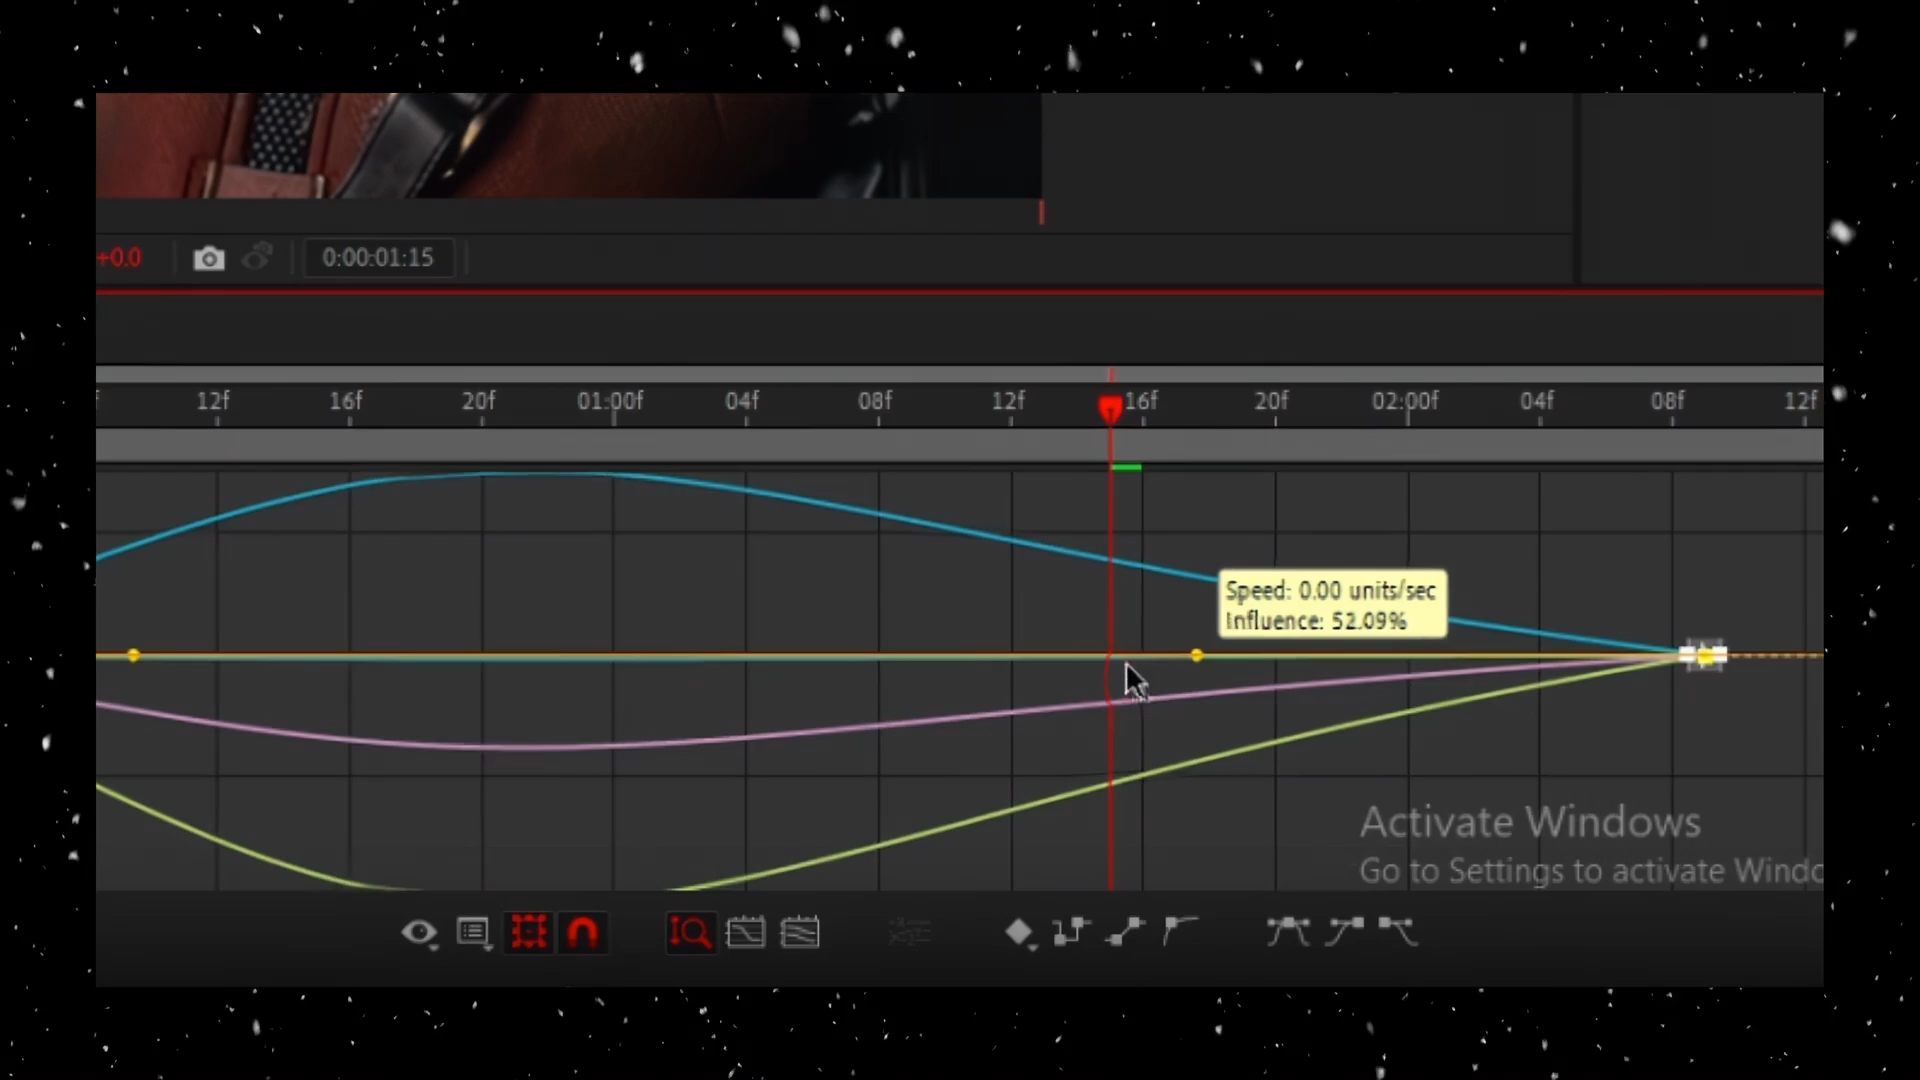 +0.0
0:00:01:15
12f 16f 20f 01:00f 04f 08f 12f 16f 20f 02:00f 04f 08f 12f
Speed: 0.00 units/sec
Influence: 52.09%
Activate Windows
Go to Settings to activate Windo